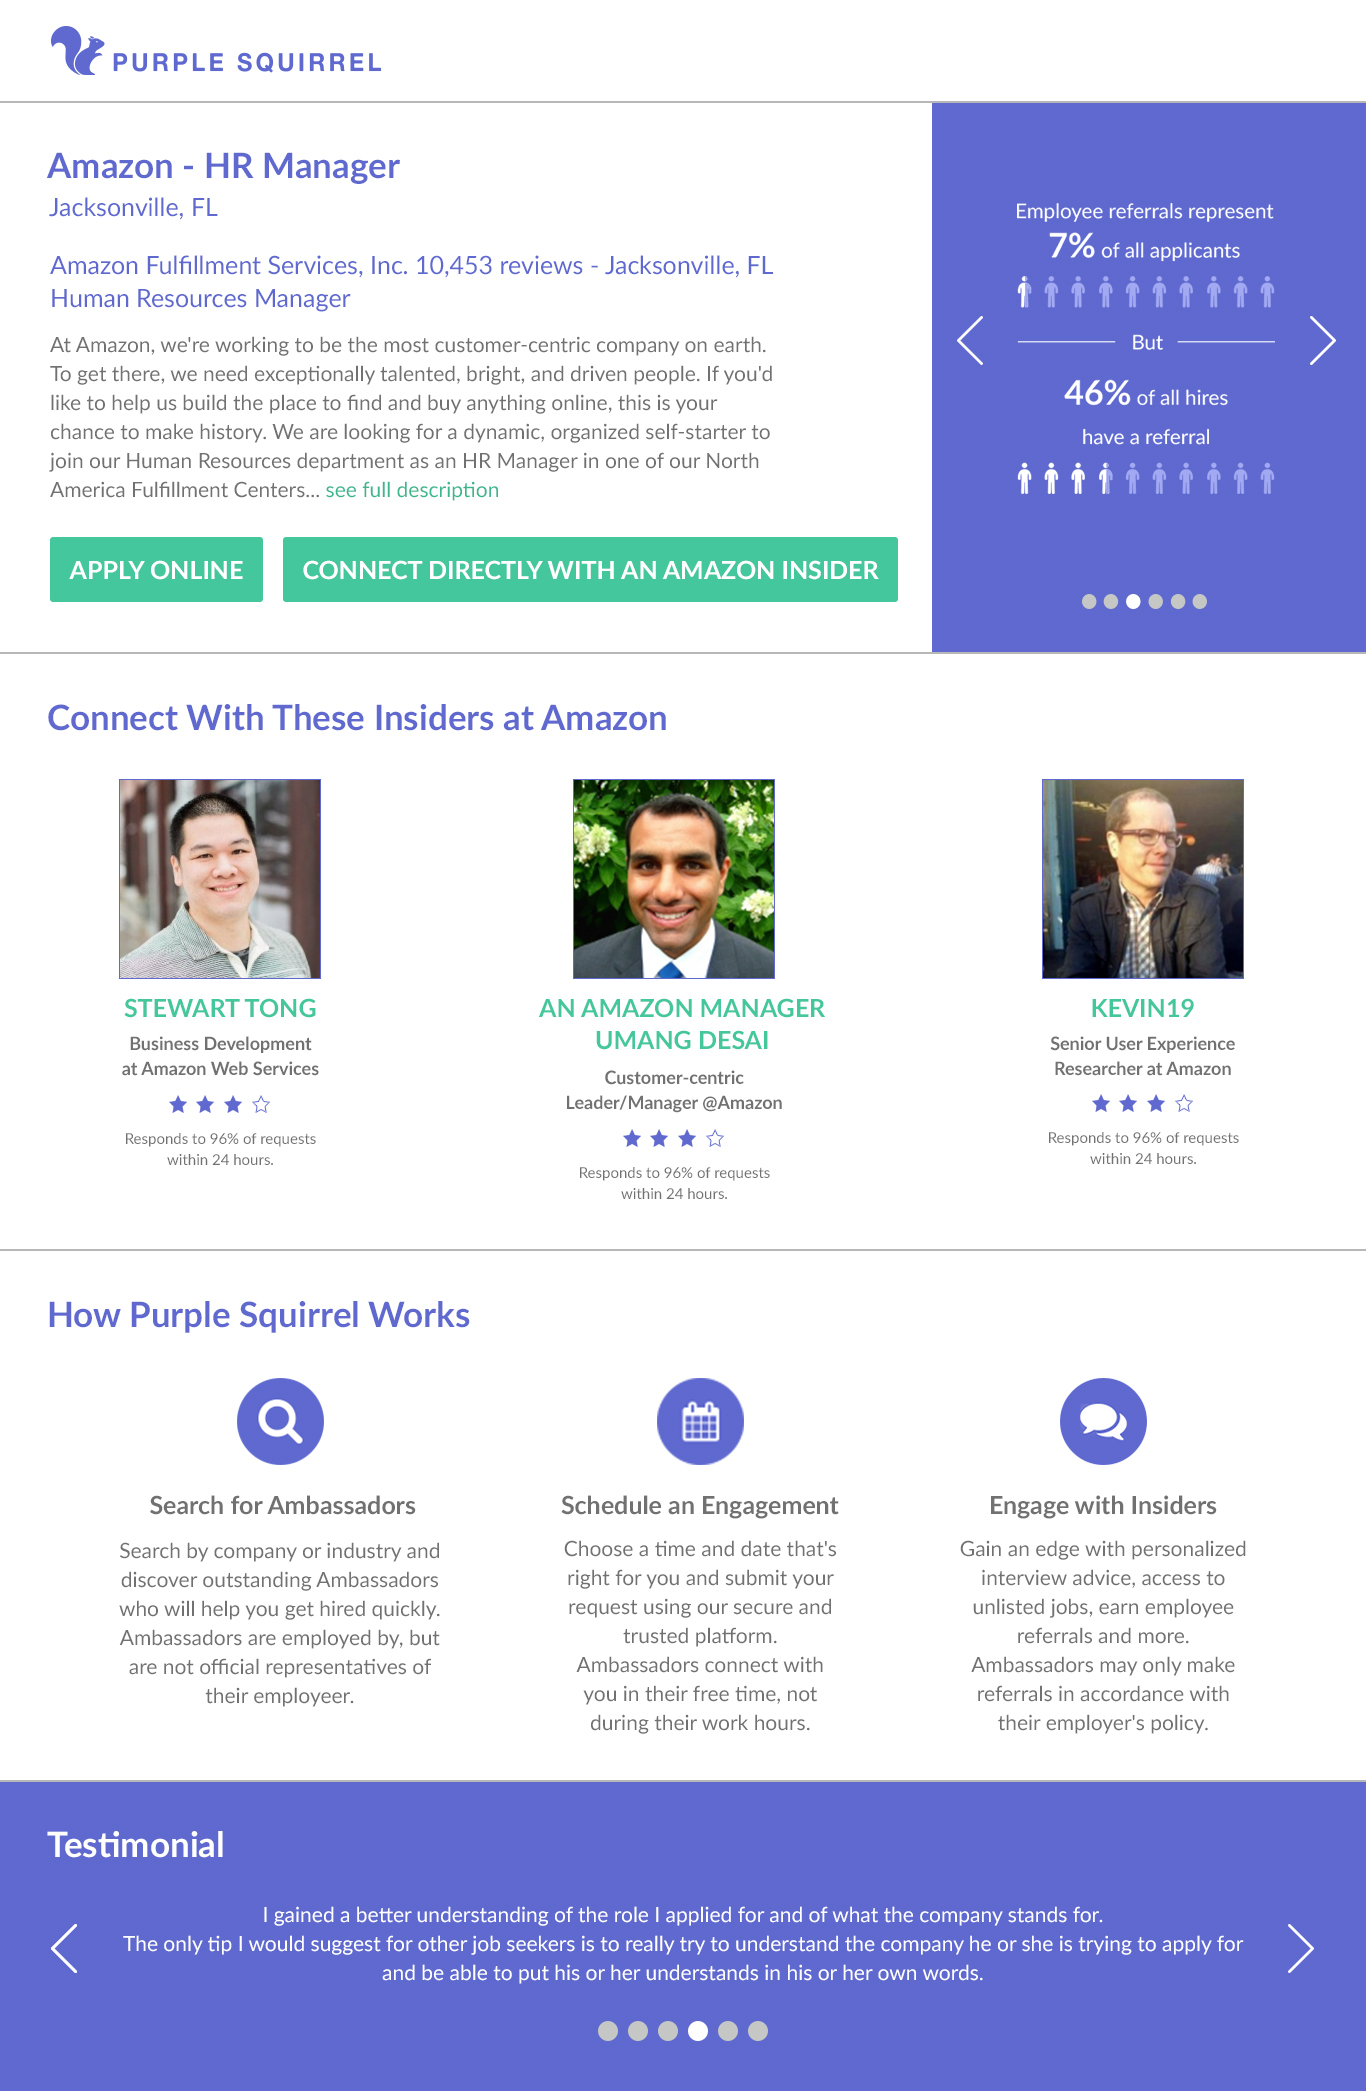 PURPLE SQUIRREL
Amazon - HR Manager
Jacksonville, FL
Amazon Fulfillment Services, Inc. 10,453 reviews - Jacksonville, FL
Human Resources Manager
At Amazon, we're working to be the most customer-centric company on earth.
To get there, we need exceptionally talented, bright, and driven people. If you'd
like to help us build the place to find and buy anything online, this is your
chance to make history. We are looking for a dynamic, organized self-starter to
join our Human Resources department as an HR Manager in one of our North
America Fulfillment Centers... see full description
APPLY ONLINE
CONNECT DIRECTLY WITH AN AMAZON INSIDER
Employee referrals represent
7% of all applicants
But
46% of all hires
have a referral
Connect With These Insiders at Amazon
STEWART TONG
Business Development
at Amazon Web Services
Responds to 96% of requests
within 24 hours.
AN AMAZON MANAGER
UMANG DESAI
Customer-centric
Leader/Manager @Amazon
Responds to 96% of requests
within 24 hours.
KEVIN19
Senior User Experience
Researcher at Amazon
Responds to 96% of requests
within 24 hours.
How Purple Squirrel Works
Search for Ambassadors
Search by company or industry and
discover outstanding Ambassadors
who will help you get hired quickly.
Ambassadors are employed by, but
are not official representatives of
their employeer.
Schedule an Engagement
Choose a time and date that's
right for you and submit your
request using our secure and
trusted platform.
Ambassadors connect with
you in their free time, not
during their work hours.
Engage with Insiders
Gain an edge with personalized
interview advice, access to
unlisted jobs, earn employee
referrals and more.
Ambassadors may only make
referrals in accordance with
their employer's policy.
Testimonial
I gained a better understanding of the role I applied for and of what the company stands for.
The only tip I would suggest for other job seekers is to really try to understand the company he or she is trying to apply for
and be able to put his or her understands in his or her own words.